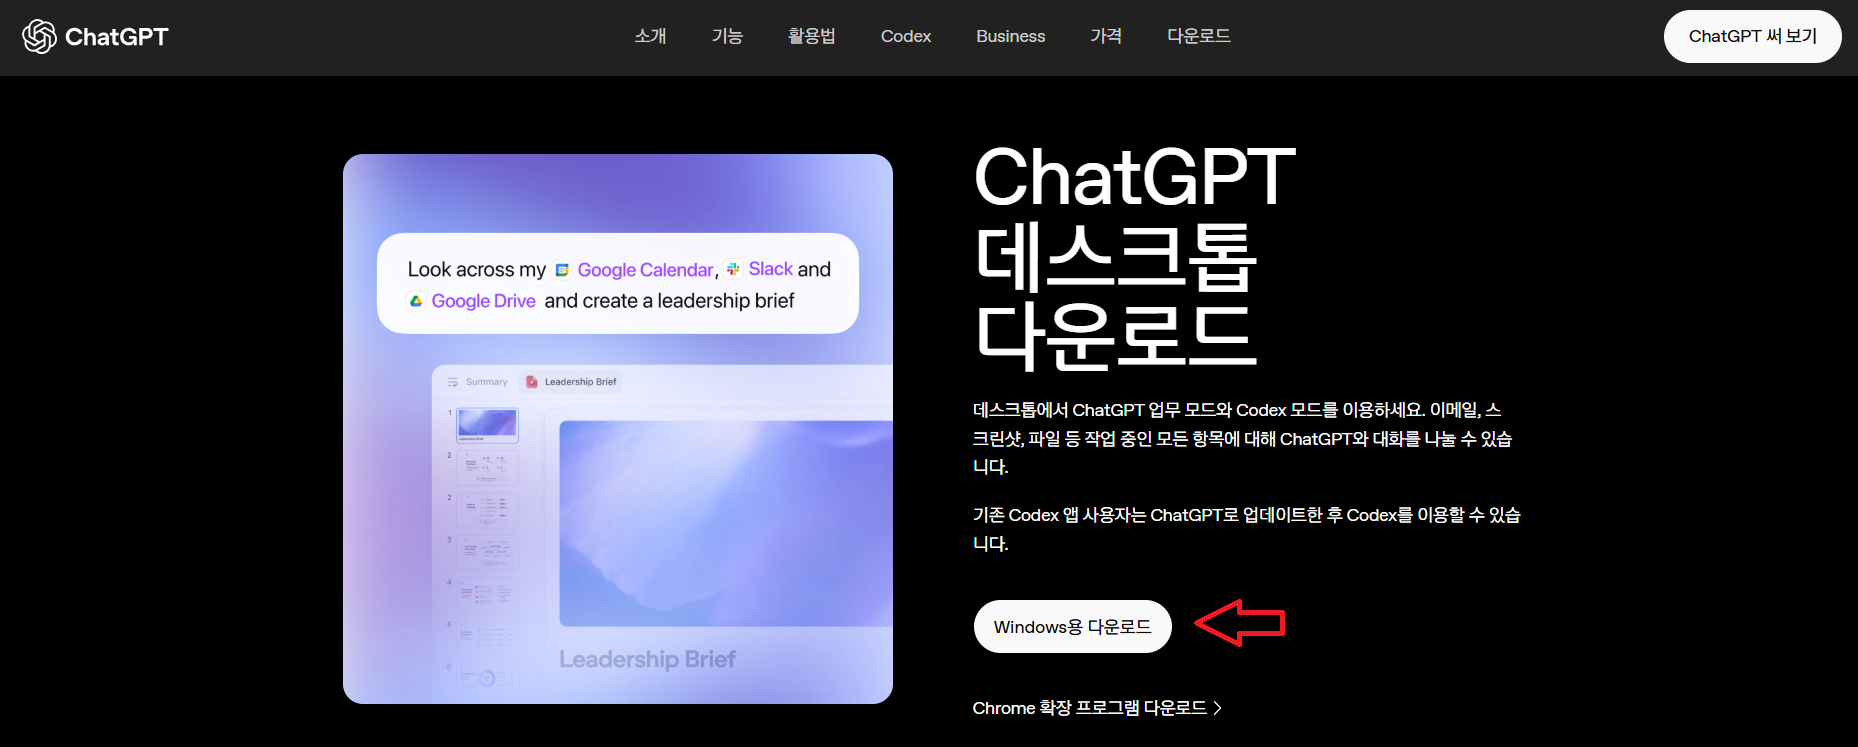 ChatGPT
소개
기능
활용법
Codex
Business
가격
다운로드
ChatGPT 써 보기
Look across my Google Calendar, Slack and
Google Drive and create a leadership brief
Summary
Leadership Brief
1
2
2
3
4
5
6
Leadership Brief
ChatGPT
데스크톱
다운로드
데스크톱에서 ChatGPT 업무 모드와 Codex 모드를 이용하세요. 이메일, 스
크린샷, 파일 등 작업 중인 모든 항목에 대해 ChatGPT와 대화를 나눌 수 있습
니다.
기존 Codex 앱 사용자는 ChatGPT로 업데이트한 후 Codex를 이용할 수 있습
니다.
Windows용 다운로드
Chrome 확장 프로그램 다운로드